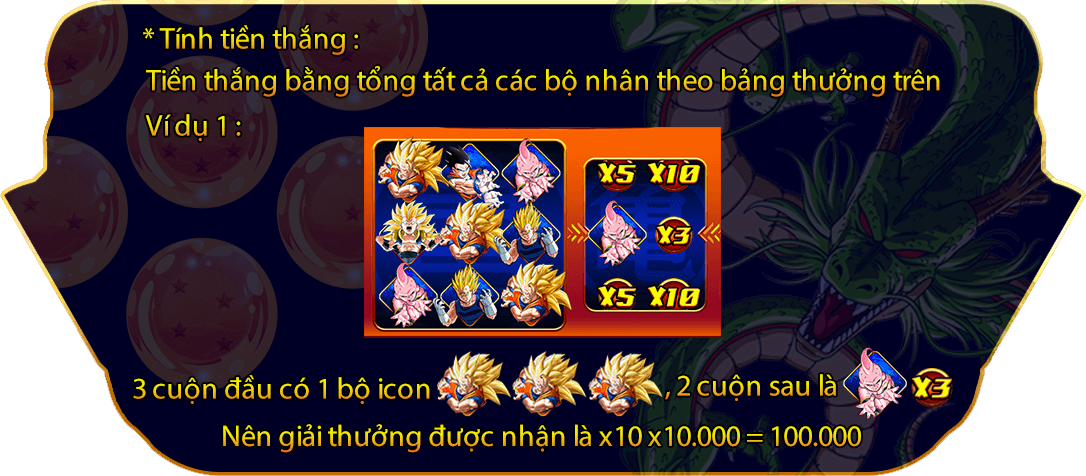 * Tính tiền thắng :
Tiền thắng bằng tổng tất cả các bộ nhân theo bảng thưởng trên
Ví dụ 1 :
X5 X10
X3
X5 X10
3 cuộn đầu có 1 bộ icon , 2 cuộn sau là X3
Nên giải thưởng được nhận là x10 x10.000 = 100.000